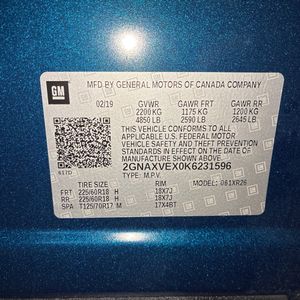 GM
MFD BY GENERAL MOTORS OF CANADA COMPANY
02/19 GVWR GAWR FRT GAWR RR
2200 KG 1175 KG 1200 KG
4850 LB 2590 LB 2645 LB
THIS VEHICLE CONFORMS TO ALL APPLICABLE
U.S. FEDERAL MOTOR
VEHICLE SAFETY AND THEFT PREVENTION STANDARDS
IN EFFECT ON THE DATE OF
MANUFACTURE SHOWN ABOVE.
617D
2GNAXVEX0K6231596
TYPE: M.P.V.
TIRE SIZE RIM MODEL: 061XR26
FRT 225/60R18 H 18X7J
RR 225/60R18 H 18X7J
SPA T125/70R17 M 17X4BT